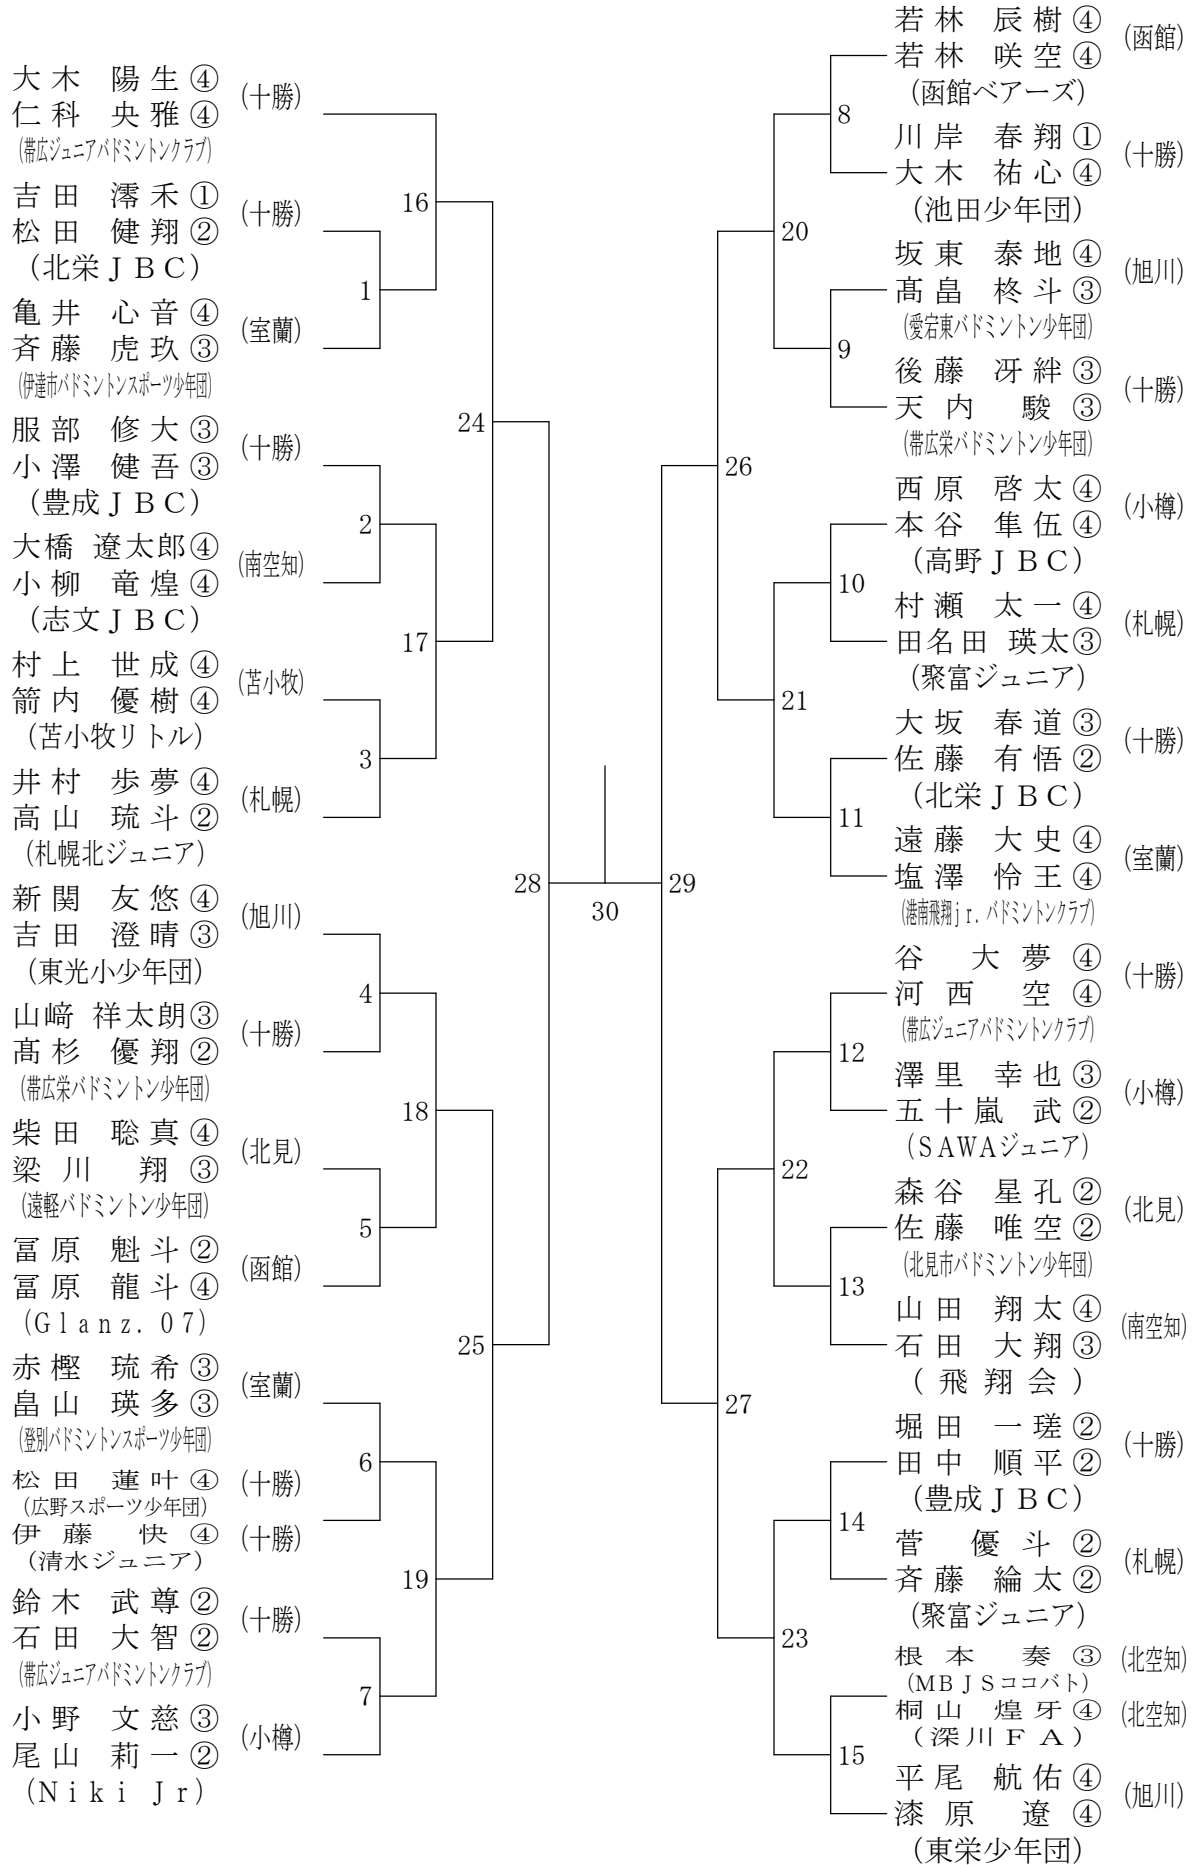 大木 陽生④ (十勝)
仁科 央雅④
(帯広ジュニアバドミントンクラブ)
吉田 澪禾① (十勝)
松田 健翔②
(北栄ＪＢＣ)
亀井 心音④ (室蘭)
斉藤 虎玖③
(伊達市バドミントンスポーツ少年団)
服部 修大③ (十勝)
小澤 健吾③
(豊成ＪＢＣ)
大橋 遼太郎④ (南空知)
小柳 竜煌④
(志文ＪＢＣ)
村上 世成④ (苫小牧)
箭内 優樹④
(苫小牧リトル)
井村 歩夢④ (札幌)
高山 琉斗②
(札幌北ジュニア)
新関 友悠④ (旭川)
吉田 澄晴③
(東光小少年団)
山﨑 祥太朗③ (十勝)
髙杉 優翔②
(帯広栄バドミントン少年団)
柴田 聡真④ (北見)
梁川 翔③
(遠軽バドミントン少年団)
冨原 魁斗② (函館)
冨原 龍斗④
(Glanz.07)
赤樫 琉希③ (室蘭)
畠山 瑛多③
(登別バドミントンスポーツ少年団)
松田 蓮叶④ (十勝)
(広野スポーツ少年団)
伊藤 快④ (十勝)
(清水ジュニア)
鈴木 武尊② (十勝)
石田 大智②
(帯広ジュニアバドミントンクラブ)
小野 文慈③ (小樽)
尾山 莉一②
(Niki Jr)
16
1
24
2
17
3
28
4
18
5
25
6
19
7
30
29
8
20
9
26
10
21
11
12
22
13
27
14
23
15
若林 辰樹④ (函館)
若林 咲空④
(函館ベアーズ)
川岸 春翔① (十勝)
大木 祐心④
(池田少年団)
坂東 泰地④ (旭川)
髙畠 柊斗③
(愛宕東バドミントン少年団)
後藤 冴絆③ (十勝)
天内 駿③
(帯広栄バドミントン少年団)
西原 啓太④ (小樽)
本谷 隼伍④
(高野ＪＢＣ)
村瀬 太一④ (札幌)
田名田 瑛太③
(聚富ジュニア)
大坂 春道③ (十勝)
佐藤 有悟②
(北栄ＪＢＣ)
遠藤 大史④ (室蘭)
塩澤 怜王④
(港南飛翔jr.バドミントンクラブ)
谷 大夢④ (十勝)
河西 空④
(帯広ジュニアバドミントンクラブ)
澤里 幸也③ (小樽)
五十嵐 武②
(SAWAジュニア)
森谷 星孔② (北見)
佐藤 唯空②
(北見市バドミントン少年団)
山田 翔太④ (南空知)
石田 大翔③
(飛翔会)
堀田 一瑳② (十勝)
田中 順平②
(豊成ＪＢＣ)
菅 優斗② (札幌)
斉藤 綸太②
(聚富ジュニア)
根本 奏③ (北空知)
(MBJSココバト)
桐山 煌牙④ (北空知)
(深川ＦＡ)
平尾 航佑④ (旭川)
漆原 遼④
(東栄少年団)